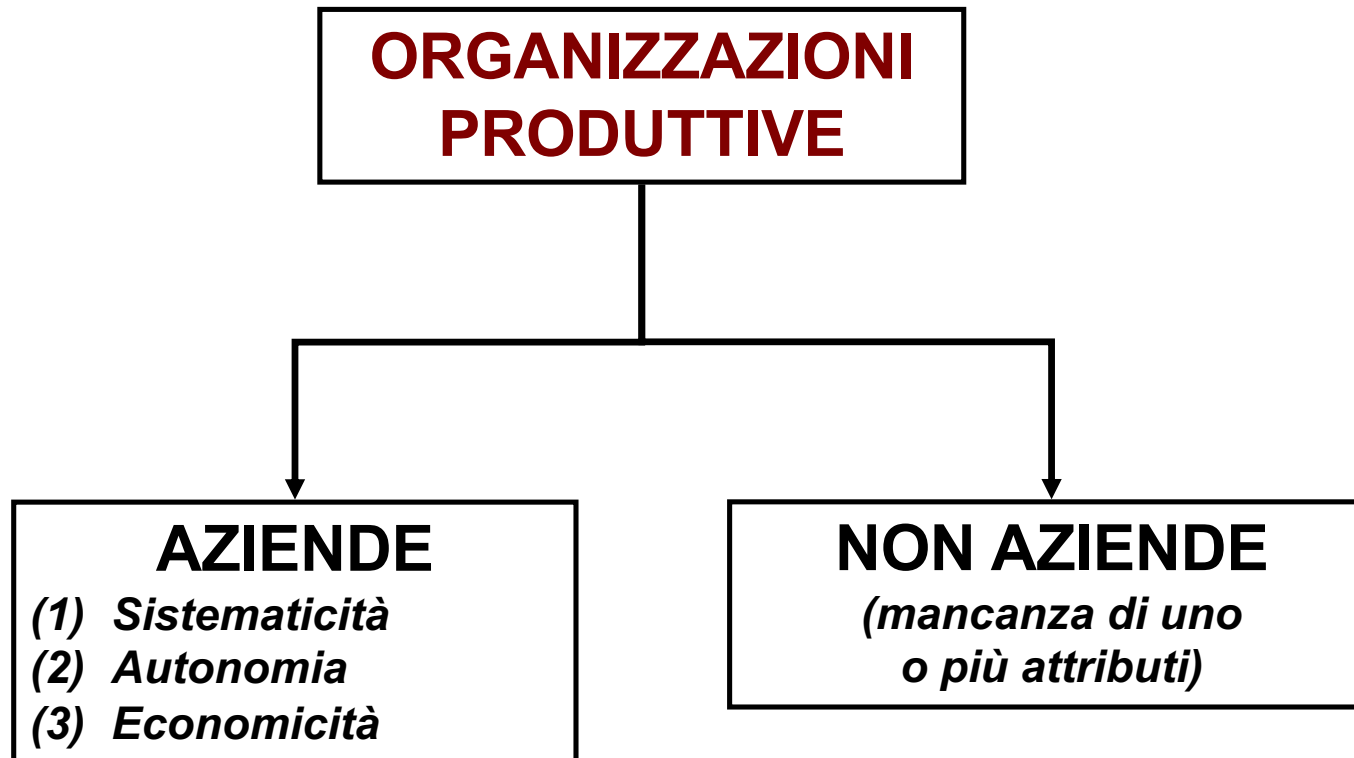 ORGANIZZAZIONI
PRODUTTIVE
AZIENDE
(1) Sistematicità
(2) Autonomia
(3) Economicità
NON AZIENDE
(mancanza di uno
o più attributi)